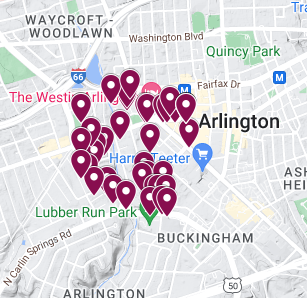 WAYCROFT -
WOODLAWN
Washington Blvd
Quincy Park
66
M
Fairfax Dr
M
The Westin Arling
M
Arlington
Harris Teeter
ASH
HEI
Lubber Run Park
N Carlin Springs Rd
BUCKINGHAM
50
ARLINGTON